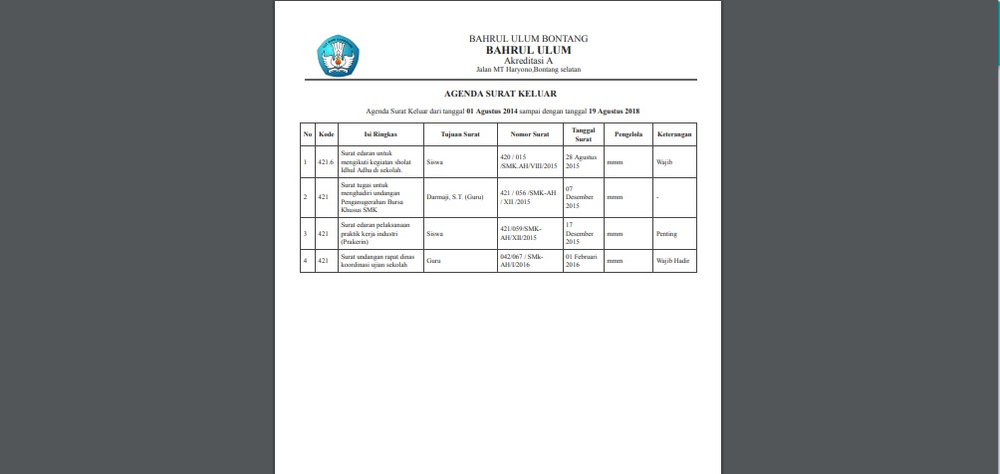 BAHRUL ULUM BONTANG
BAHRUL ULUM
Akreditasi A
Jalan MT Haryono,Bontang selatan
AGENDA SURAT KELUAR
Agenda Surat Keluar dari tanggal 01 Agustus 2014 sampai dengan tanggal 19 Agustus 2018
No Kode Isi Ringkas Tujuan Surat Nomor Surat Tanggal Surat Pengelola Keterangan
1 421.6 Surat edaran untuk mengikuti kegiatan sholat Idhul Adha di sekolah. Siswa 420 / 015 /SMK.AH/VIII/2015 28 Agustus 2015 mmm Wajib
2 421 Surat tugas untuk menghadiri undangan Penganugerahan Bursa Khusus SMK Darmaji, S.T. (Guru) 421 / 056 /SMK-AH / XII /2015 07 Desember 2015 mmm -
3 421 Surat edaran pelaksanaan praktik kerja industri (Prakerin) Siswa 421/059/SMK-AH/XII/2015 17 Desember 2015 mmm Penting
4 421 Surat undangan rapat dinas koordinasi ujian sekolah Guru 042/067 / SMk-AH/I/2016 01 Februari 2016 mmm Wajib Hadir